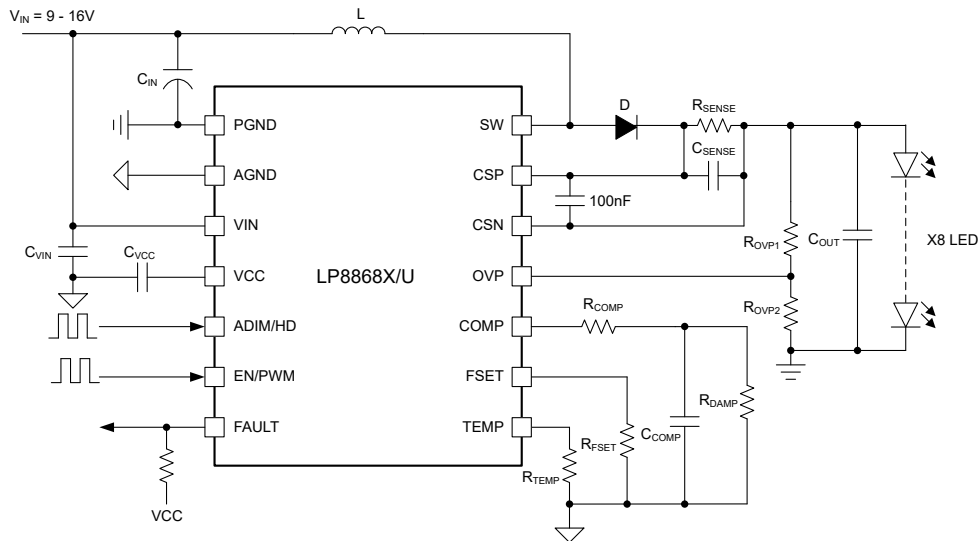 V_IN = 9 - 16V
L
C_IN
PGND
SW
D
R_SENSE
C_SENSE
AGND
CSP
100nF
VIN
CSN
C_VIN
C_VCC
R_OVP1
C_OUT
X8 LED
VCC
LP8868X/U
OVP
R_COMP
R_OVP2
ADIM/HD
COMP
EN/PWM
FSET
R_DAMP
FAULT
TEMP
R_FSET
C_COMP
R_TEMP
VCC